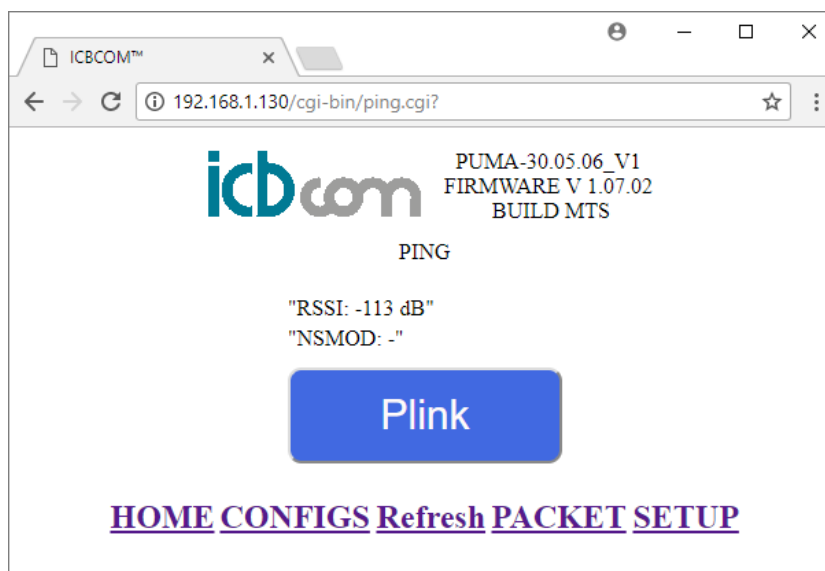 ICBCOM™
192.168.1.130/cgi-bin/ping.cgi?
icbcom
PUMA-30.05.06_V1
FIRMWARE V 1.07.02
BUILD MTS
PING
"RSSI: -113 dB"
"NSMOD: -"
Plink
HOME CONFIGS Refresh PACKET SETUP